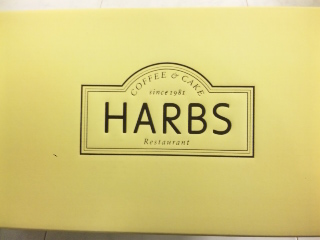 COFFEE & CAKE
since 1981
HARBS
Restaurant